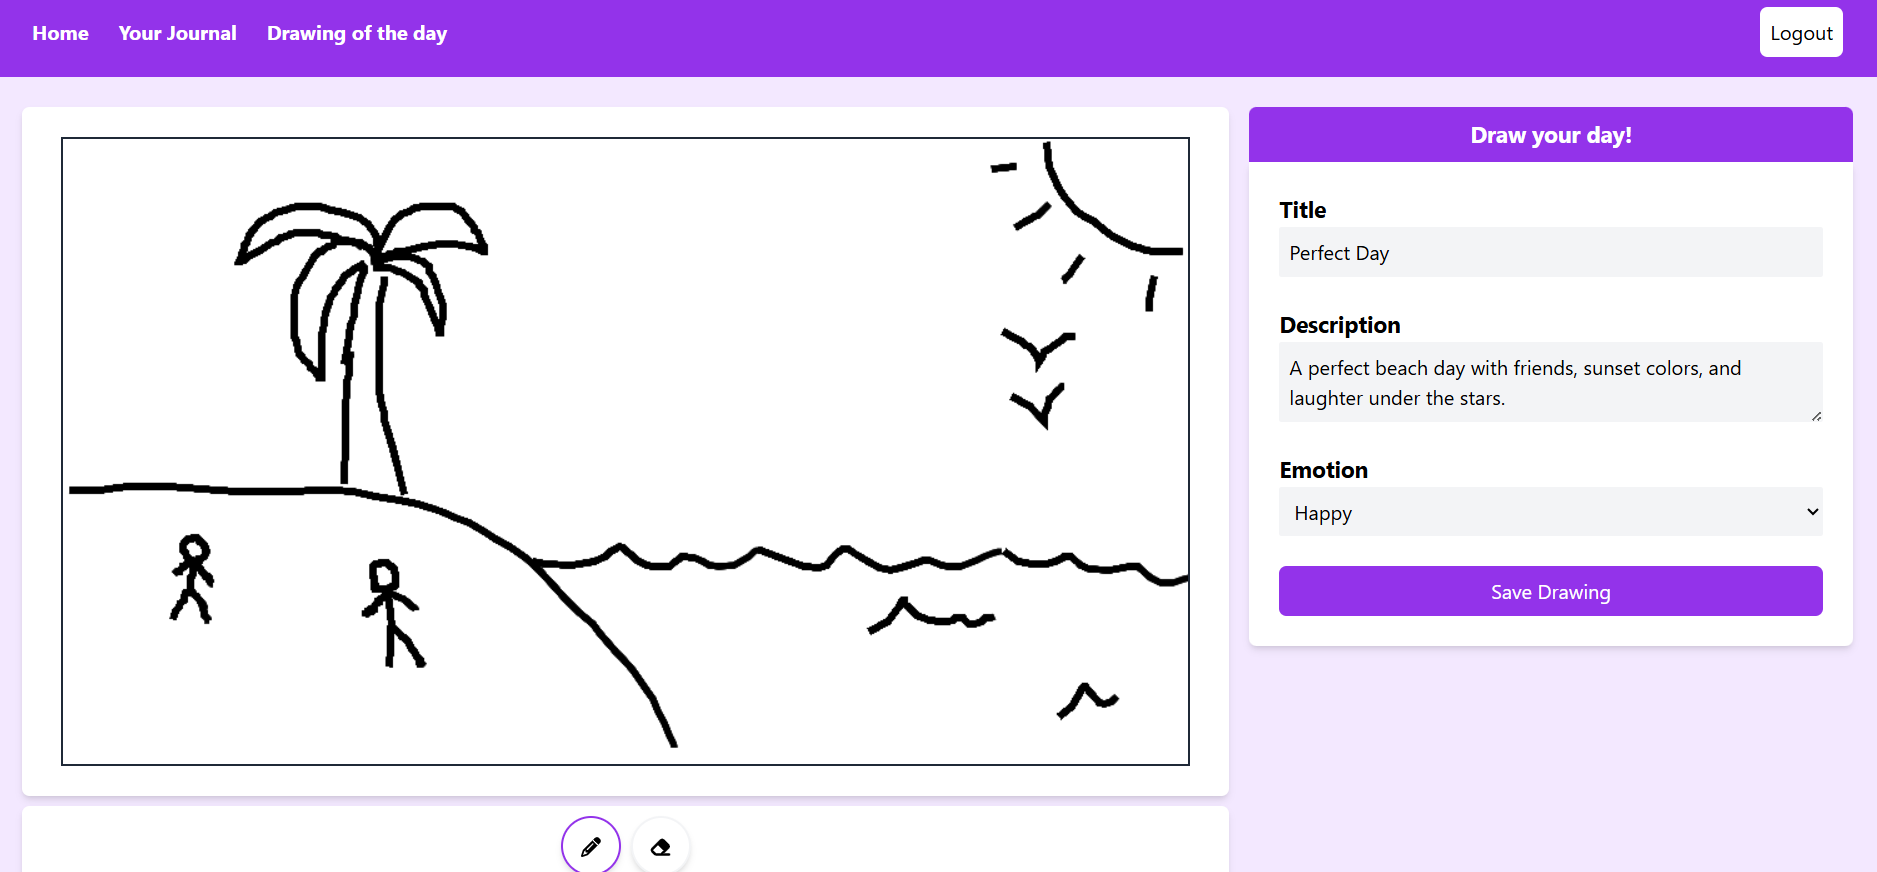 Home
Your Journal
Drawing of the day
Logout
Draw your day!
Title
Perfect Day
Description
A perfect beach day with friends, sunset colors, and
laughter under the stars.
Emotion
Happy
Save Drawing